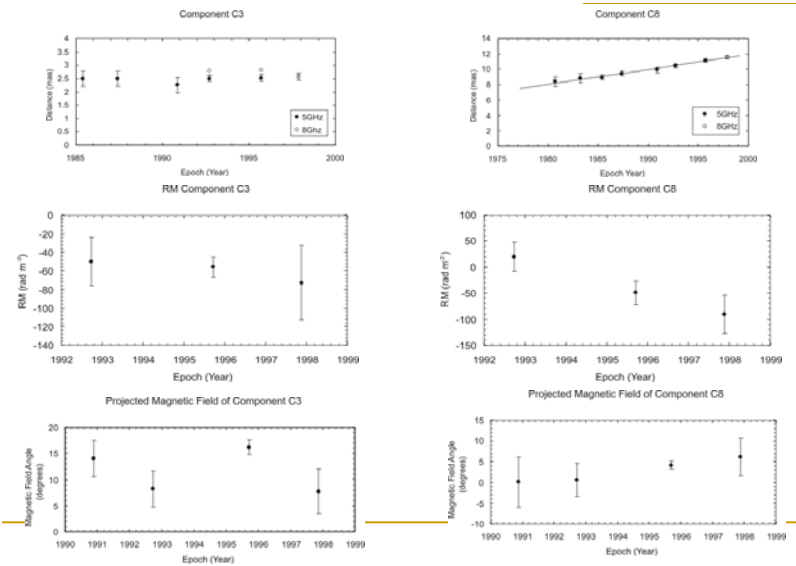 Component C3
4
3.5
3
2.5
2
1.5
1
0.5
0
Distance (mas)
5GHz
8Ghz
1985 1990 1995 2000
Epoch (Year)
Component C8
14
12
10
8
6
4
2
0
Distance (mas)
5GHz
8GHz
1975 1980 1985 1990 1995 2000
Epoch Year)
RM Component C3
0
-20
-40
-60
-80
-100
-120
-140
RM (rad m⁻²)
1992 1993 1994 1995 1996 1997 1998 1999
Epoch (Year)
RM Component C8
100
50
0
-50
-100
-150
RM (rad m⁻²)
1992 1993 1994 1995 1996 1997 1998 1999
Epoch (Year)
Projected Magnetic Field of Component C3
20
15
10
5
0
Magnetic Field Angle
(degrees)
1990 1991 1992 1993 1994 1995 1996 1997 1998 1999
Epoch (Year)
Projected Magnetic Field of Component C8
15
10
5
0
-5
-10
Magnetic Field Angle
(degrees)
1990 1991 1992 1993 1994 1995 1996 1997 1998 1999
Epoch (Year)